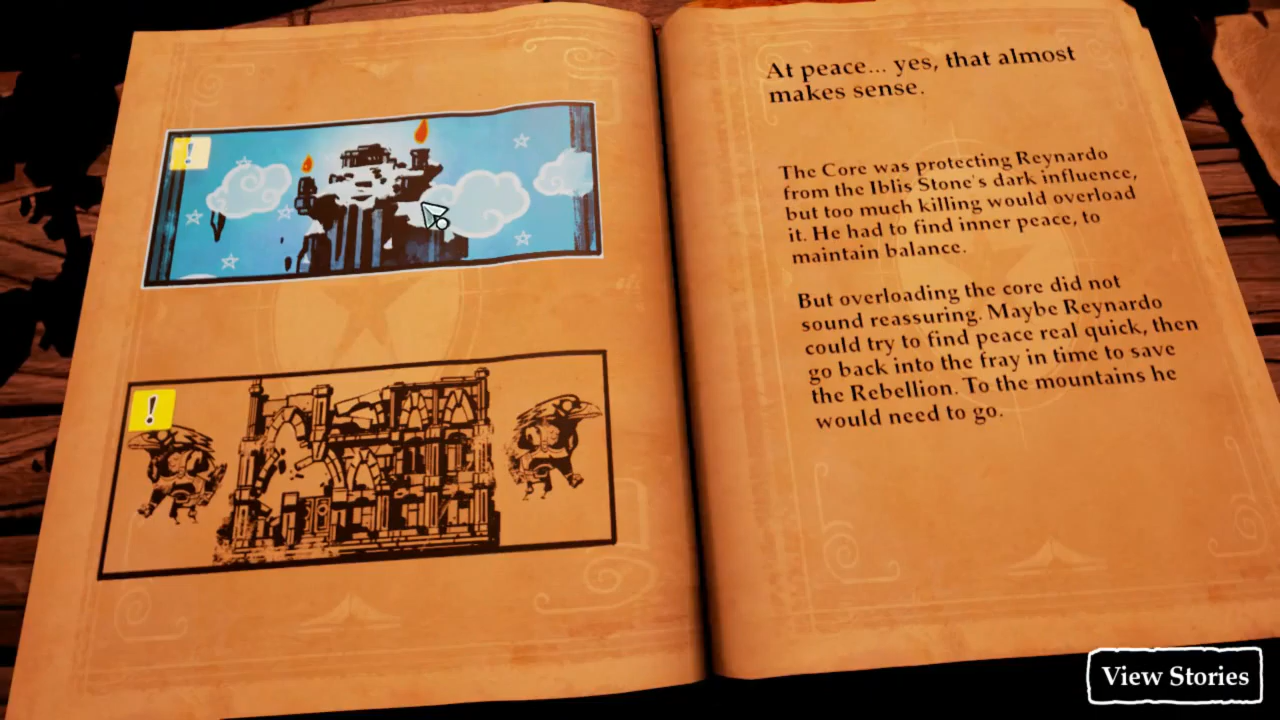 !
!
At peace... yes, that almost
makes sense.
The Core was protecting Reynardo
from the Iblis Stone's dark influence,
but too much killing would overload
it. He had to find inner peace, to
maintain balance.
But overloading the core did not
sound reassuring. Maybe Reynardo
could try to find peace real quick, then
go back into the fray in time to save
the Rebellion. To the mountains he
would need to go.
View Stories